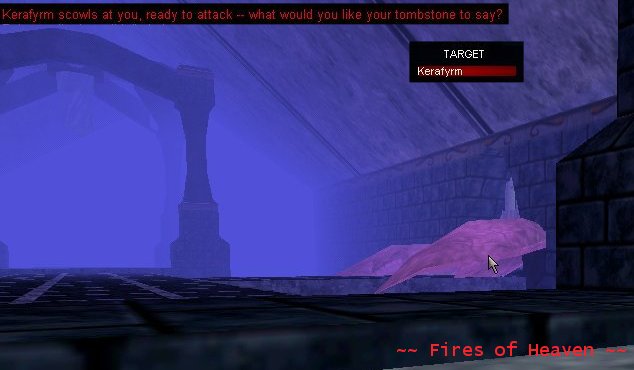 Kerafyrm scowls at you, ready to attack -- what would you like your tombstone to say?
TARGET
Kerafyrm
~~ Fires of Heaven ~~